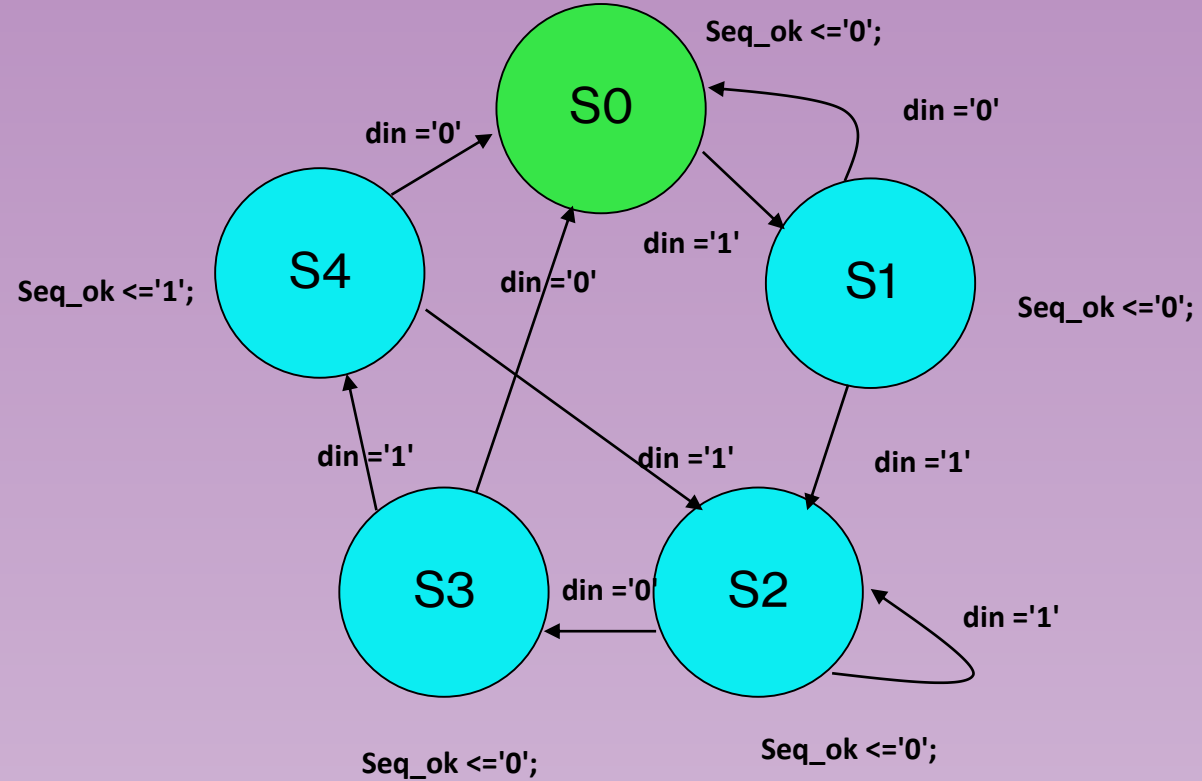 Seq_ok <='0';
S0
din ='0'
din ='0'
din ='1'
S4
din ='0'
S1
Seq_ok <='1';
Seq_ok <='0';
din ='1'
din ='1'
din ='1'
S3
din ='0'
S2
din ='1'
Seq_ok <='0';
Seq_ok <='0';